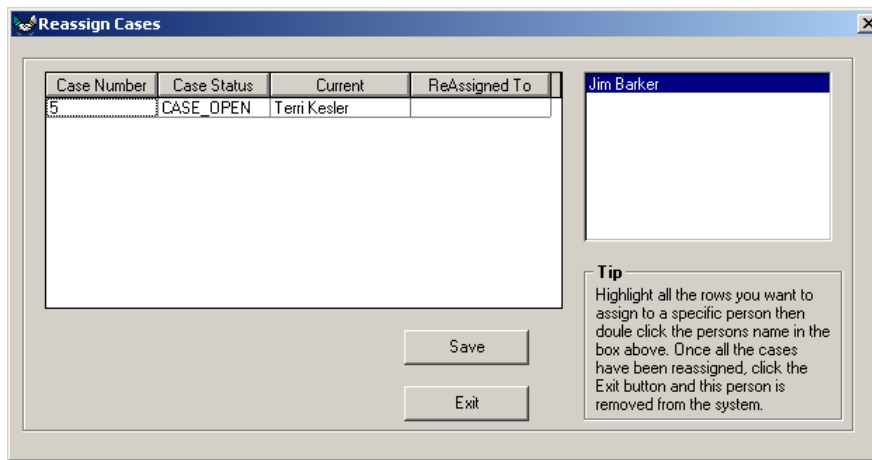 Reassign Cases
Case Number Case Status Current ReAssigned To
5 CASE_OPEN Terri Kesler
Jim Barker
Tip
Highlight all the rows you want to
assign to a specific person then
doule click the persons name in the
box above. Once all the cases
have been reassigned, click the
Exit button and this person is
removed from the system.
Save
Exit